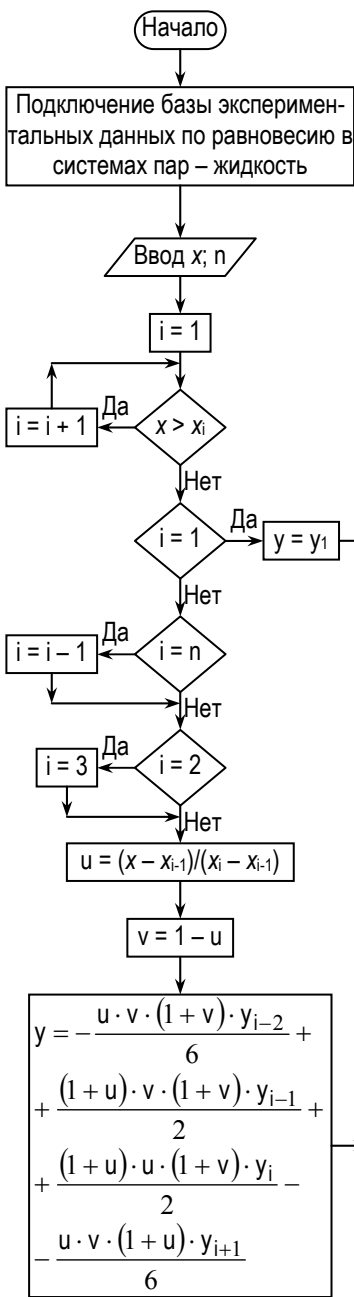 Начало
Подключение базы эксперимен-
тальных данных по равновесию в
системах пар – жидкость
Ввод x; n
i = 1
Да
i = i + 1
x > xᵢ
Нет
Да
i = 1
y = y₁
Нет
Да
i = i – 1
i = n
Нет
Да
i = 3
i = 2
Нет
u = (x – xᵢ₋₁)/(xᵢ – xᵢ₋₁)
v = 1 – u
y = – u · v · (1 + v) · yᵢ₋₂ / 6 +
+ (1 + u) · v · (1 + v) · yᵢ₋₁ / 2 +
+ (1 + u) · u · (1 + v) · yᵢ / 2 –
– u · v · (1 + u) · yᵢ₊₁ / 6